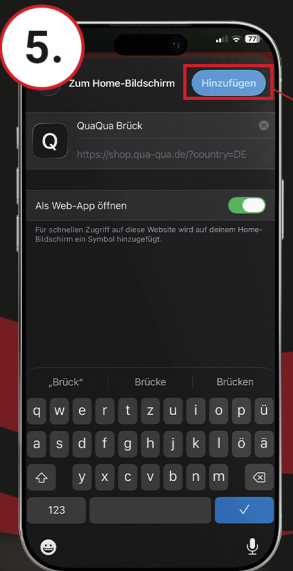 5.
77
Zum Home-Bildschirm
Hinzufügen
Q
QuaQua Brück
https://shop.qua-qua.de/?country=DE
Als Web-App öffnen
Für schnellen Zugriff auf diese Website wird auf deinem Home-
Bildschirm ein Symbol hinzugefügt.
„Brück“ Brücke Brücken
q w e r t z u i o p ü
a s d f g h j k l ö ä
y x c v b n m
123